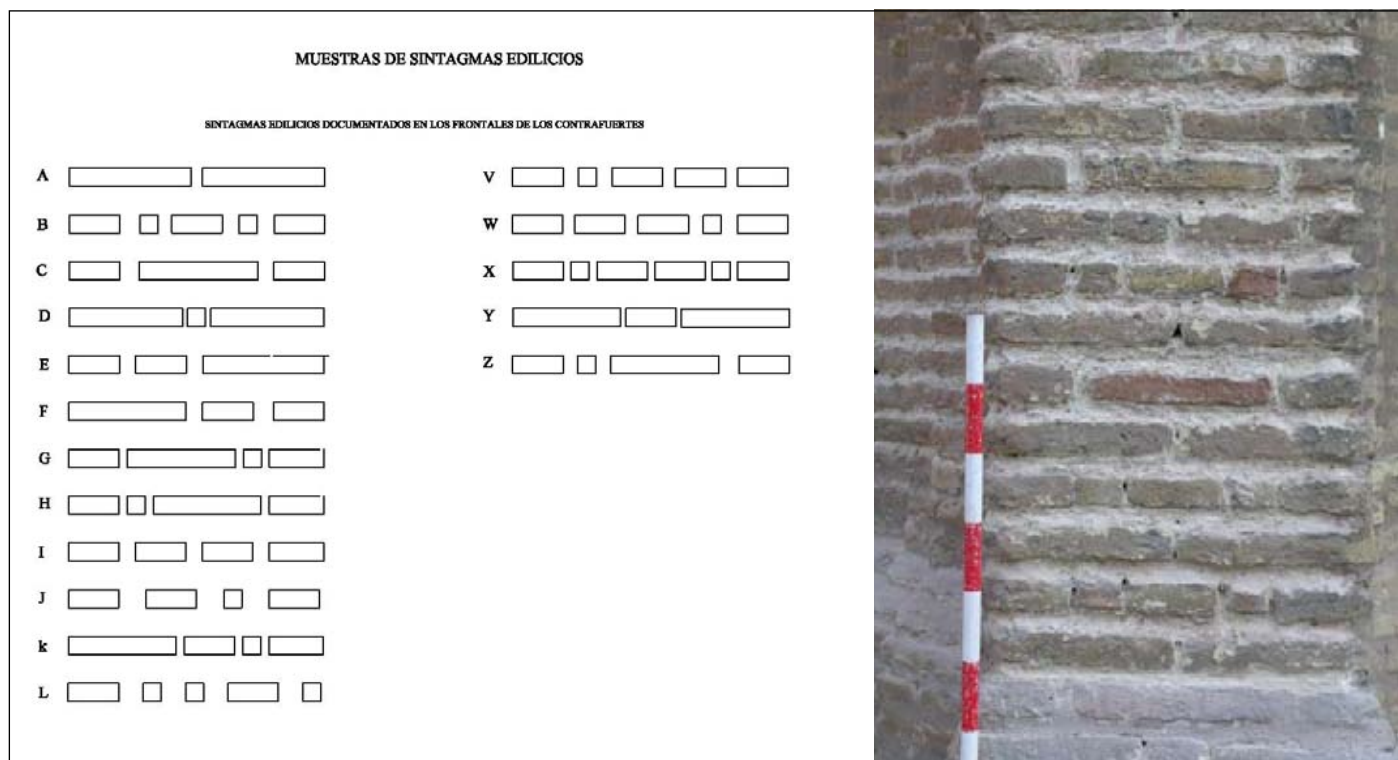 MUESTRAS DE SINTAGMAS EDILICIOS
SINTAGMAS EDILICIOS DOCUMENTADOS EN LOS FRONTALES DE LOS CONTRAFUERTES
A
B
C
D
E
F
G
H
I
J
k
L
V
W
X
Y
Z